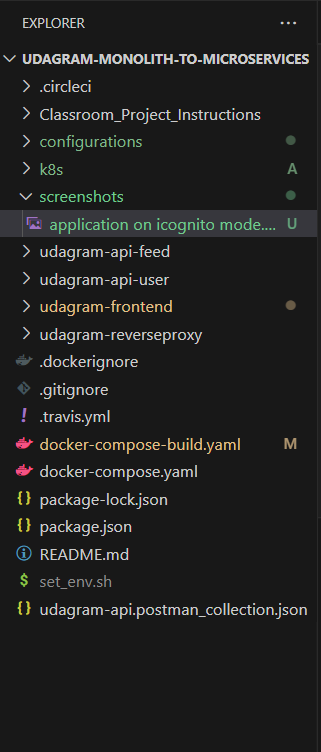 EXPLORER ...
UDAGRAM-MONOLITH-TO-MICROSERVICES
.circleci
Classroom_Project_Instructions
configurations
k8s A
screenshots
application on icognito mode.... U
udagram-api-feed
udagram-api-user
udagram-frontend
udagram-reverseproxy
.dockerignore
.gitignore
! .travis.yml
docker-compose-build.yaml M
docker-compose.yaml
{} package-lock.json
{} package.json
README.md
$ set_env.sh
{} udagram-api.postman_collection.json